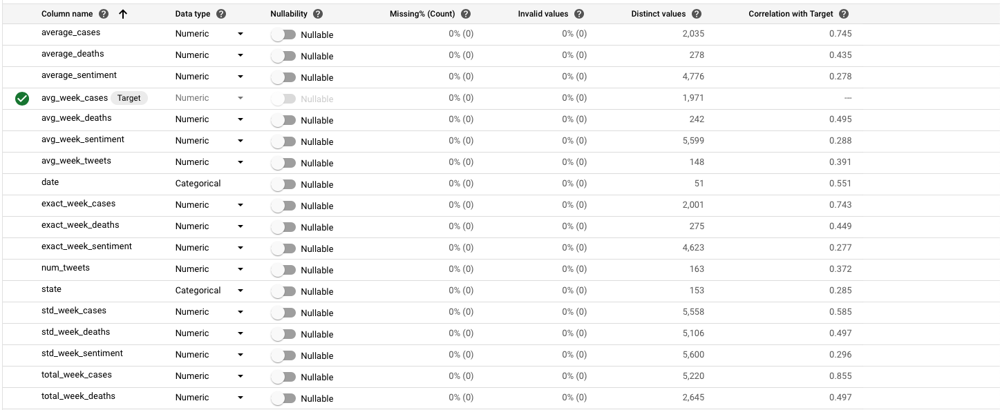 Column name Data type Nullability Missing% (Count) Invalid values Distinct values Correlation with Target
average_cases Numeric Nullable 0% (0) 0% (0) 2,035 0.745
average_deaths Numeric Nullable 0% (0) 0% (0) 278 0.435
average_sentiment Numeric Nullable 0% (0) 0% (0) 4,776 0.278
avg_week_cases Target Numeric Nullable 0% (0) 0% (0) 1,971 ---
avg_week_deaths Numeric Nullable 0% (0) 0% (0) 242 0.495
avg_week_sentiment Numeric Nullable 0% (0) 0% (0) 5,599 0.288
avg_week_tweets Numeric Nullable 0% (0) 0% (0) 148 0.391
date Categorical Nullable 0% (0) 0% (0) 51 0.551
exact_week_cases Numeric Nullable 0% (0) 0% (0) 2,001 0.743
exact_week_deaths Numeric Nullable 0% (0) 0% (0) 275 0.449
exact_week_sentiment Numeric Nullable 0% (0) 0% (0) 4,623 0.277
num_tweets Numeric Nullable 0% (0) 0% (0) 163 0.372
state Categorical Nullable 0% (0) 0% (0) 153 0.285
std_week_cases Numeric Nullable 0% (0) 0% (0) 5,558 0.585
std_week_deaths Numeric Nullable 0% (0) 0% (0) 5,106 0.497
std_week_sentiment Numeric Nullable 0% (0) 0% (0) 5,600 0.296
total_week_cases Numeric Nullable 0% (0) 0% (0) 5,220 0.855
total_week_deaths Numeric Nullable 0% (0) 0% (0) 2,645 0.497